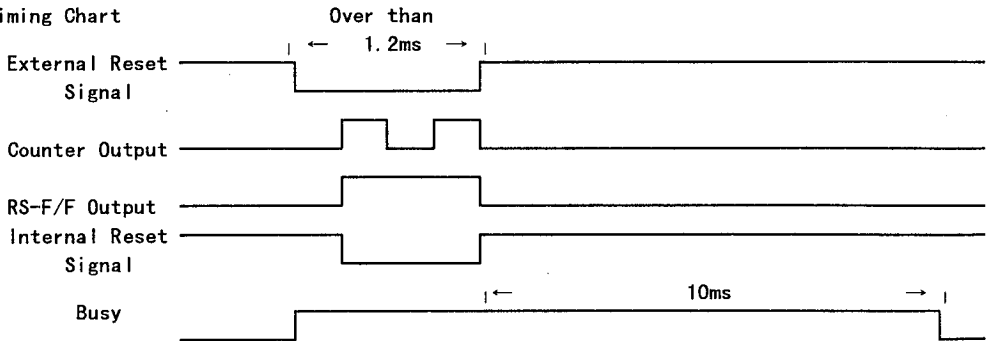 iming Chart
Over than
1.2ms
External Reset
Signal
Counter Output
RS-F/F Output
Internal Reset
Signal
10ms
Busy